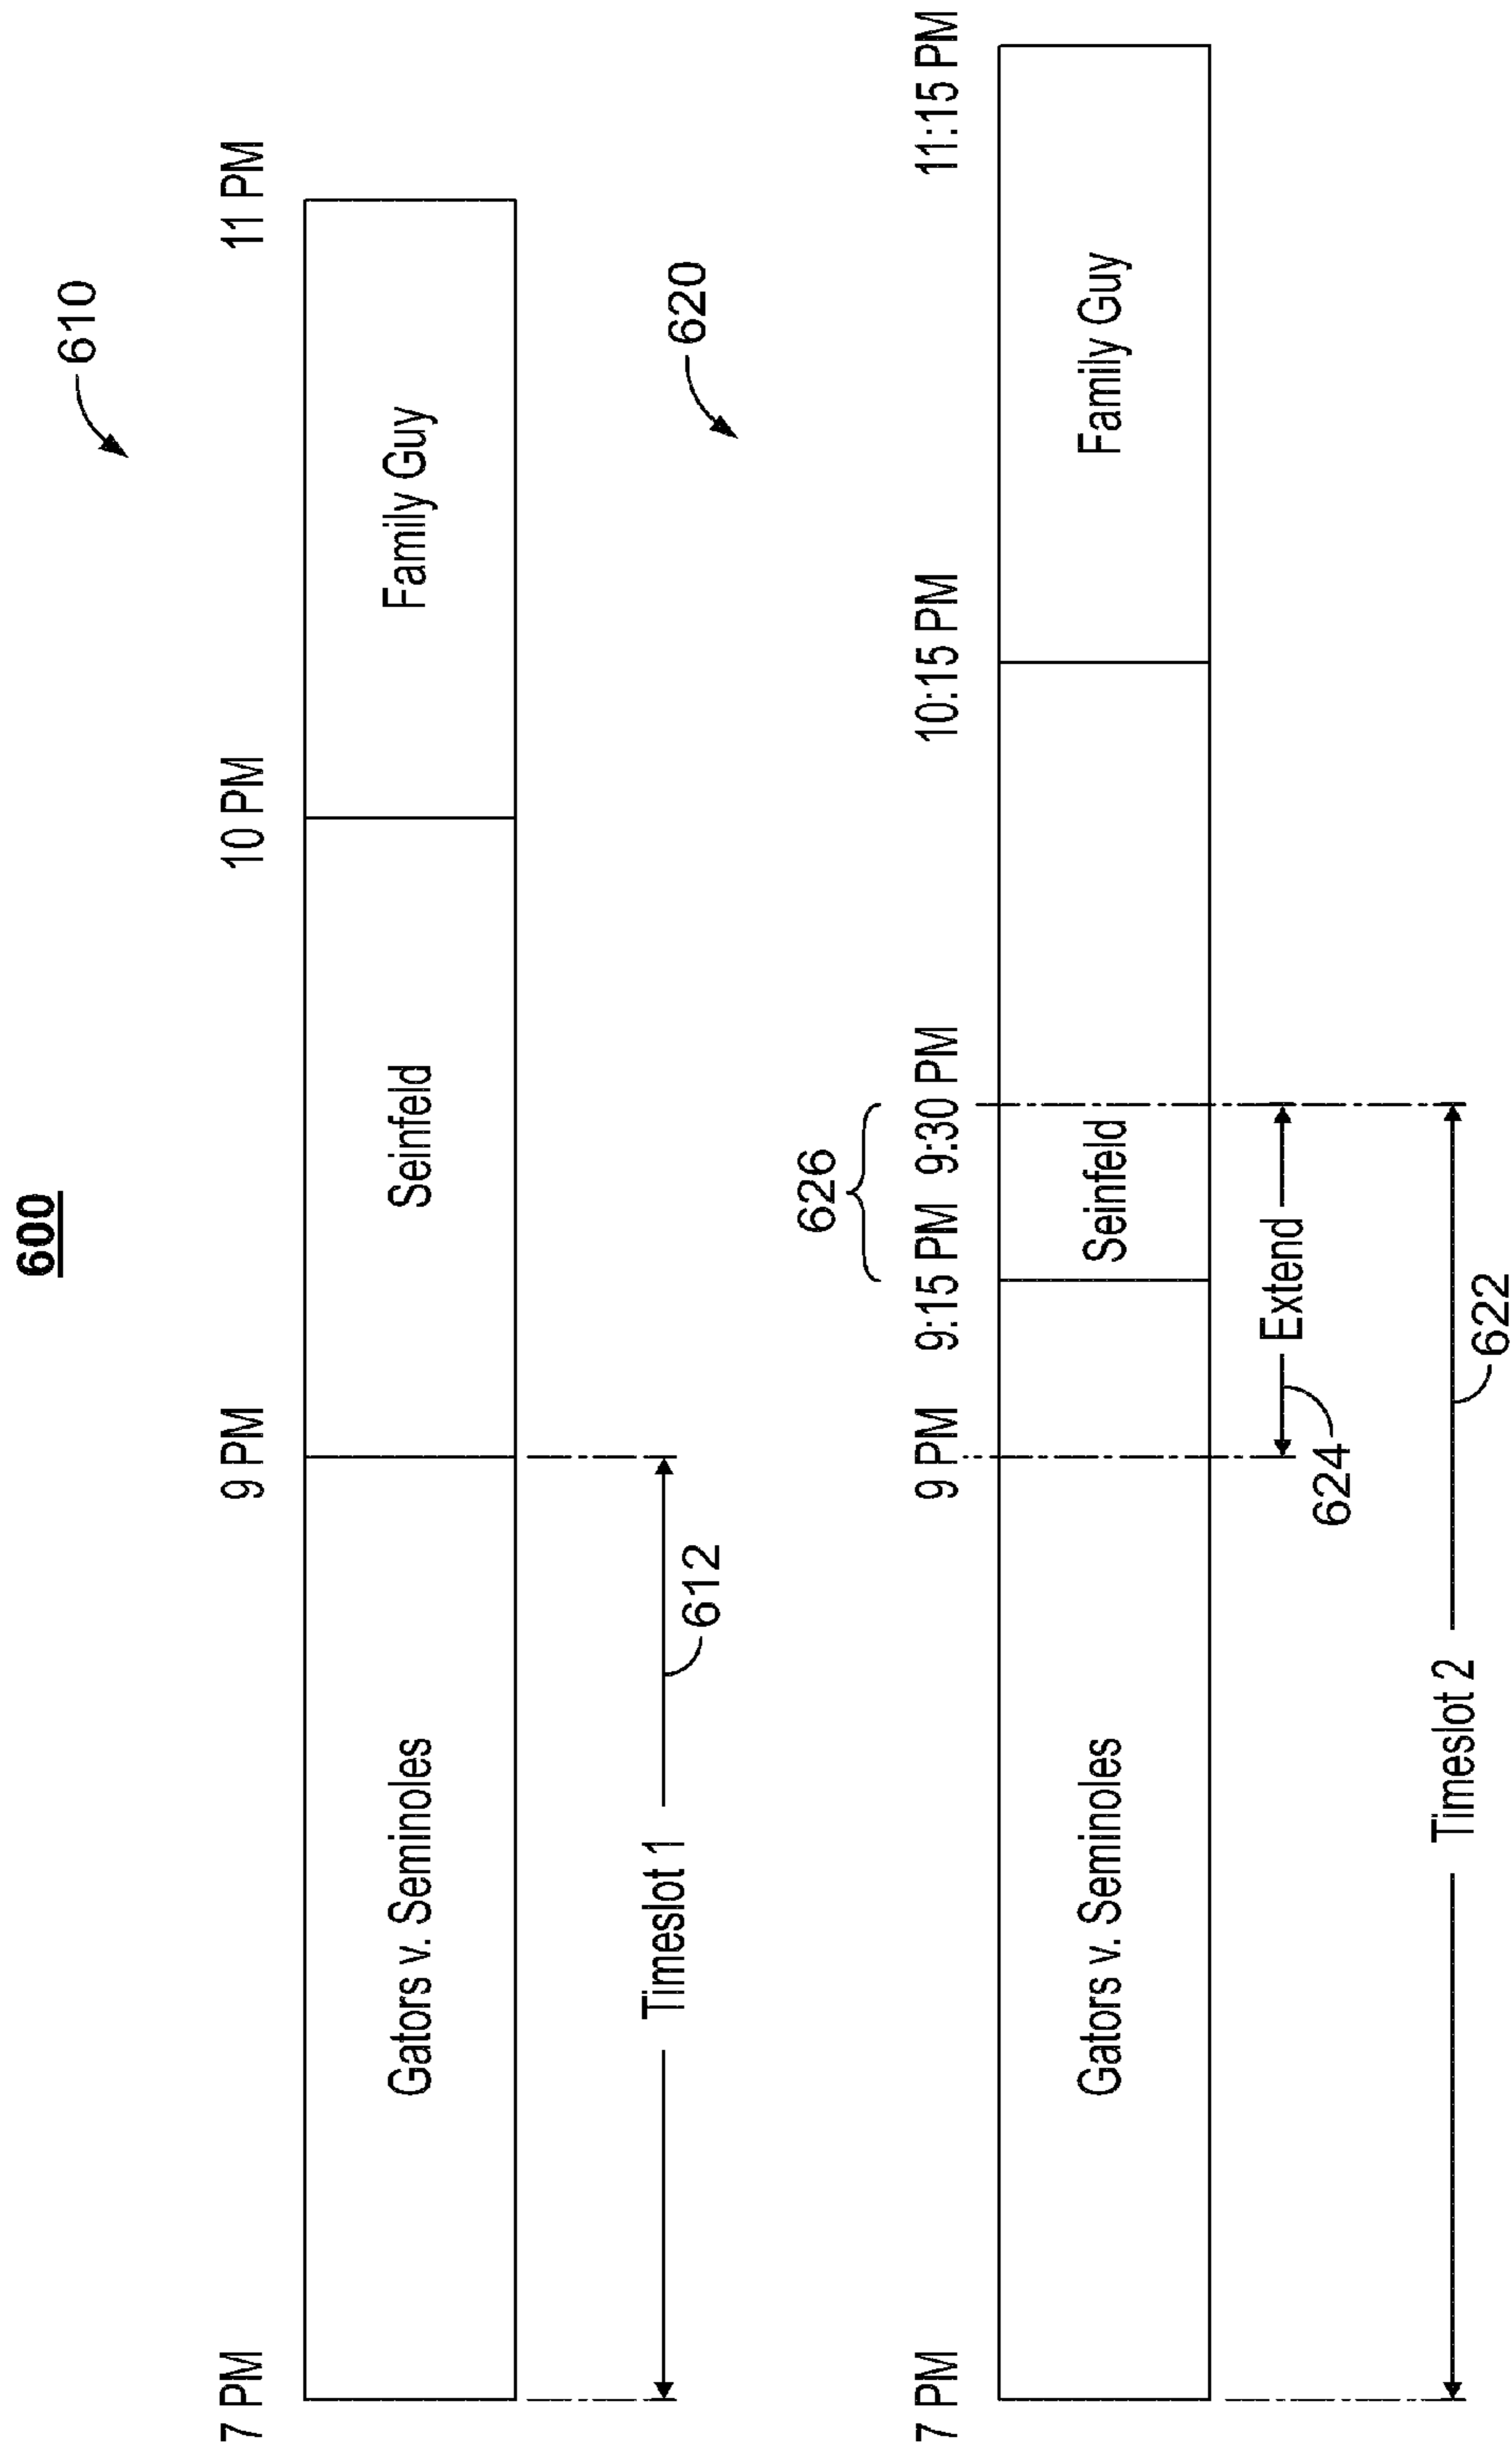 600
610
7 PM
9 PM
10 PM
11 PM
Gators v. Seminoles
Seinfeld
Family Guy
Timeslot 1
612
620
626
7 PM
9 PM
9:15 PM
9:30 PM
10:15 PM
11:15 PM
Gators v. Seminoles
Seinfeld
Family Guy
Extend
624
Timeslot 2
622